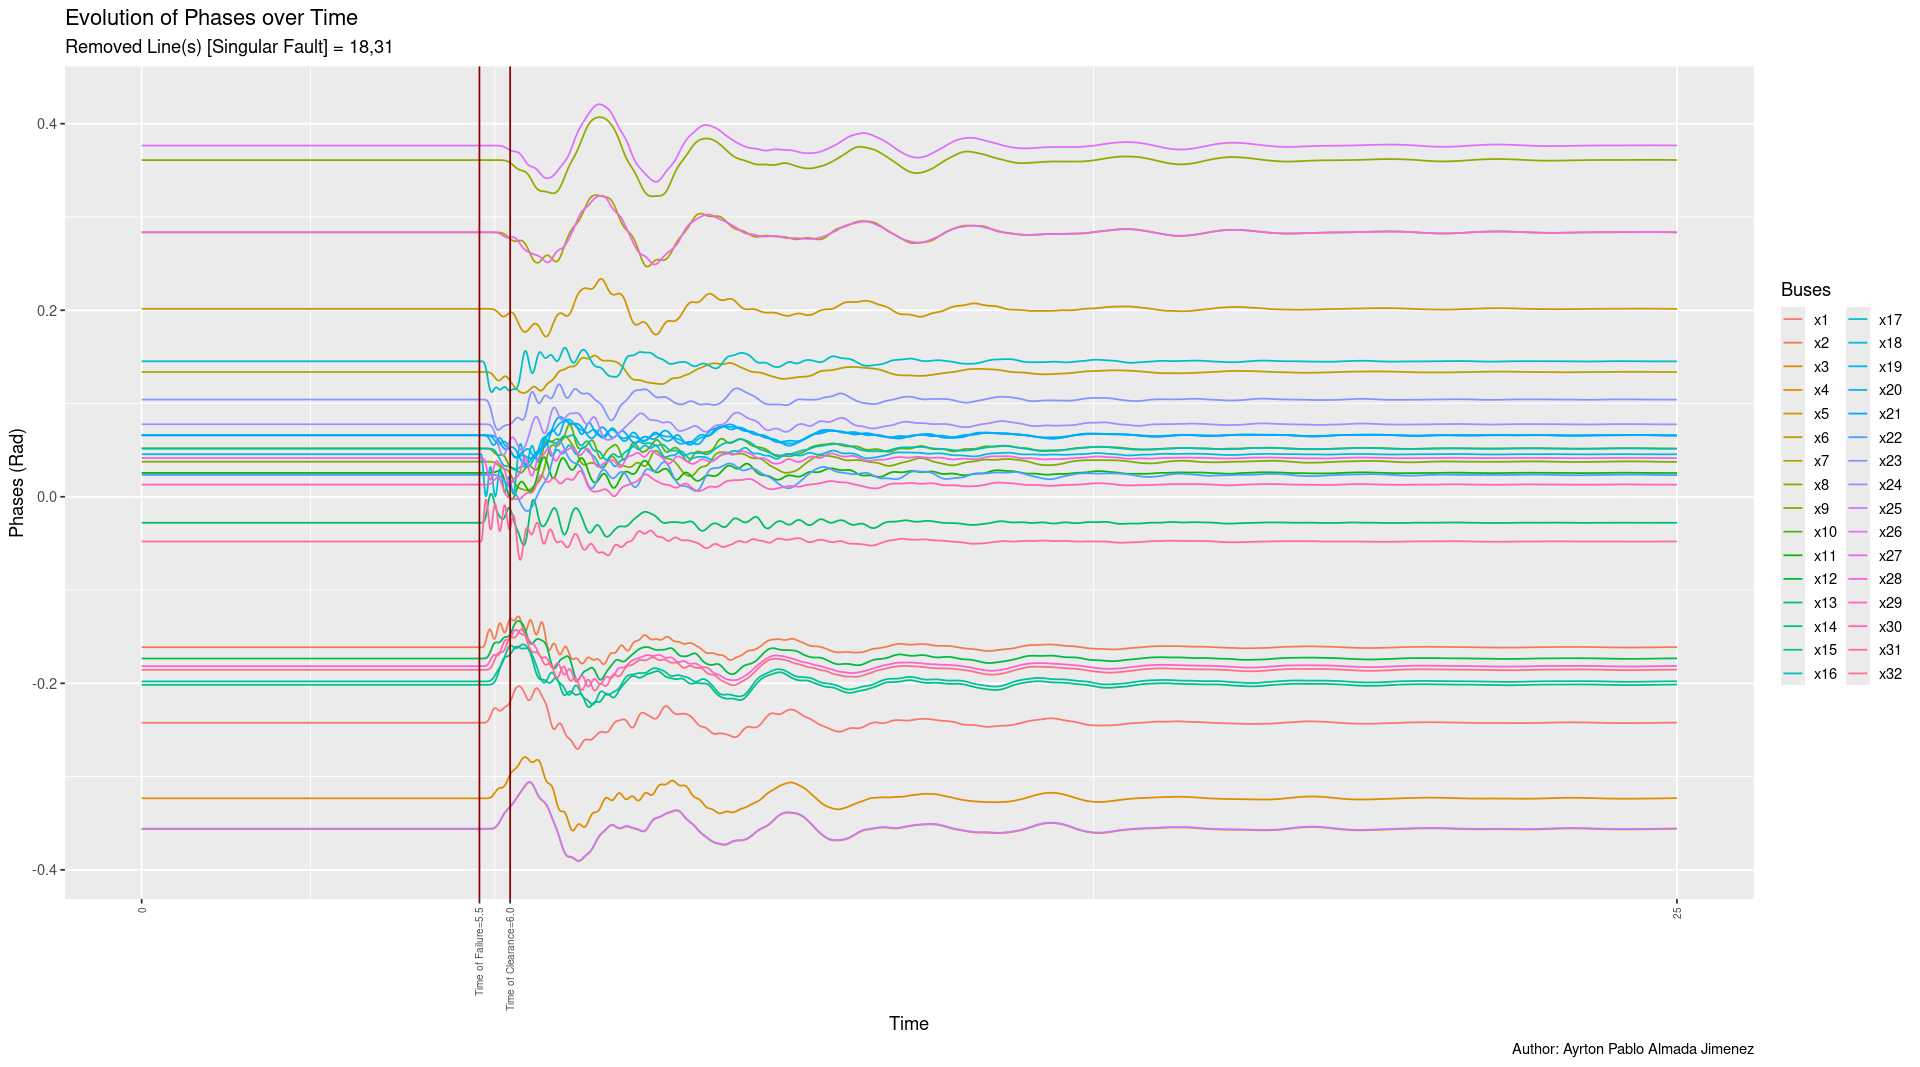 Evolution of Phases over Time
Removed Line(s) [Singular Fault] = 18,31
Phases (Rad)
0.4
0.2
0.0
-0.2
-0.4
0
Time of Failure=5.5
Time of Clearance=6.0
25
Time
Buses
x1
x2
x3
x4
x5
x6
x7
x8
x9
x10
x11
x12
x13
x14
x15
x16
x17
x18
x19
x20
x21
x22
x23
x24
x25
x26
x27
x28
x29
x30
x31
x32
Author: Ayrton Pablo Almada Jimenez